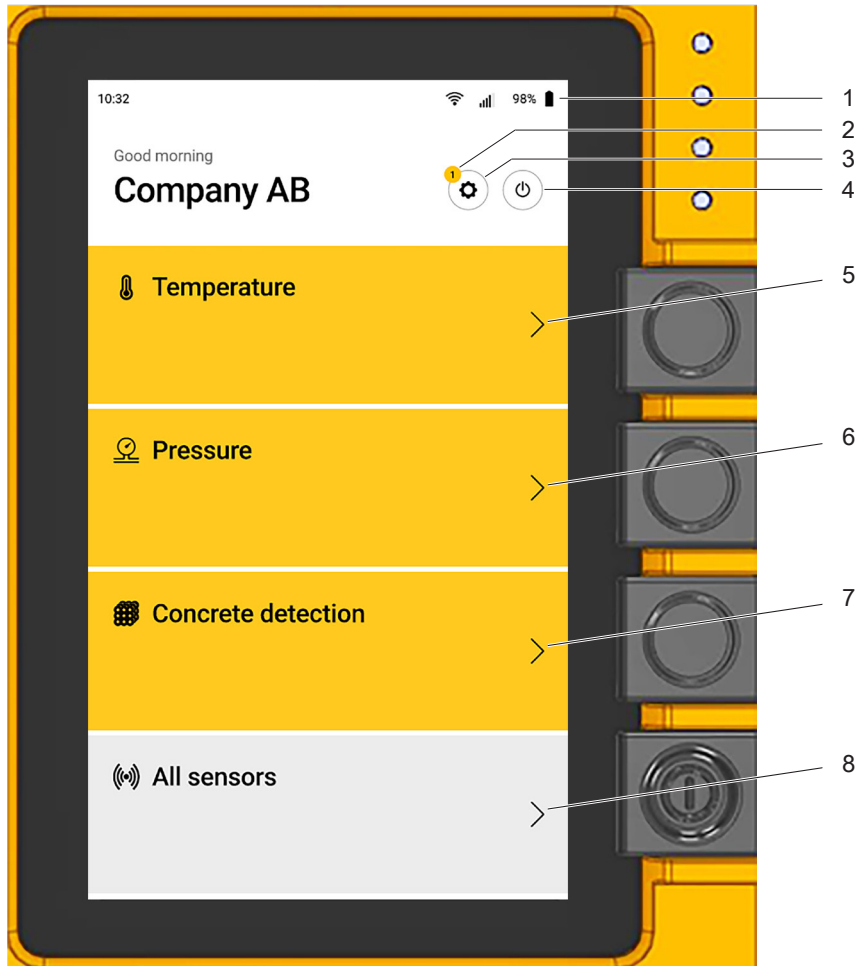 10:32 98% 1
2
Good morning 3
Company AB 1 4
Temperature 5
Pressure 6
Concrete detection 7
All sensors 8